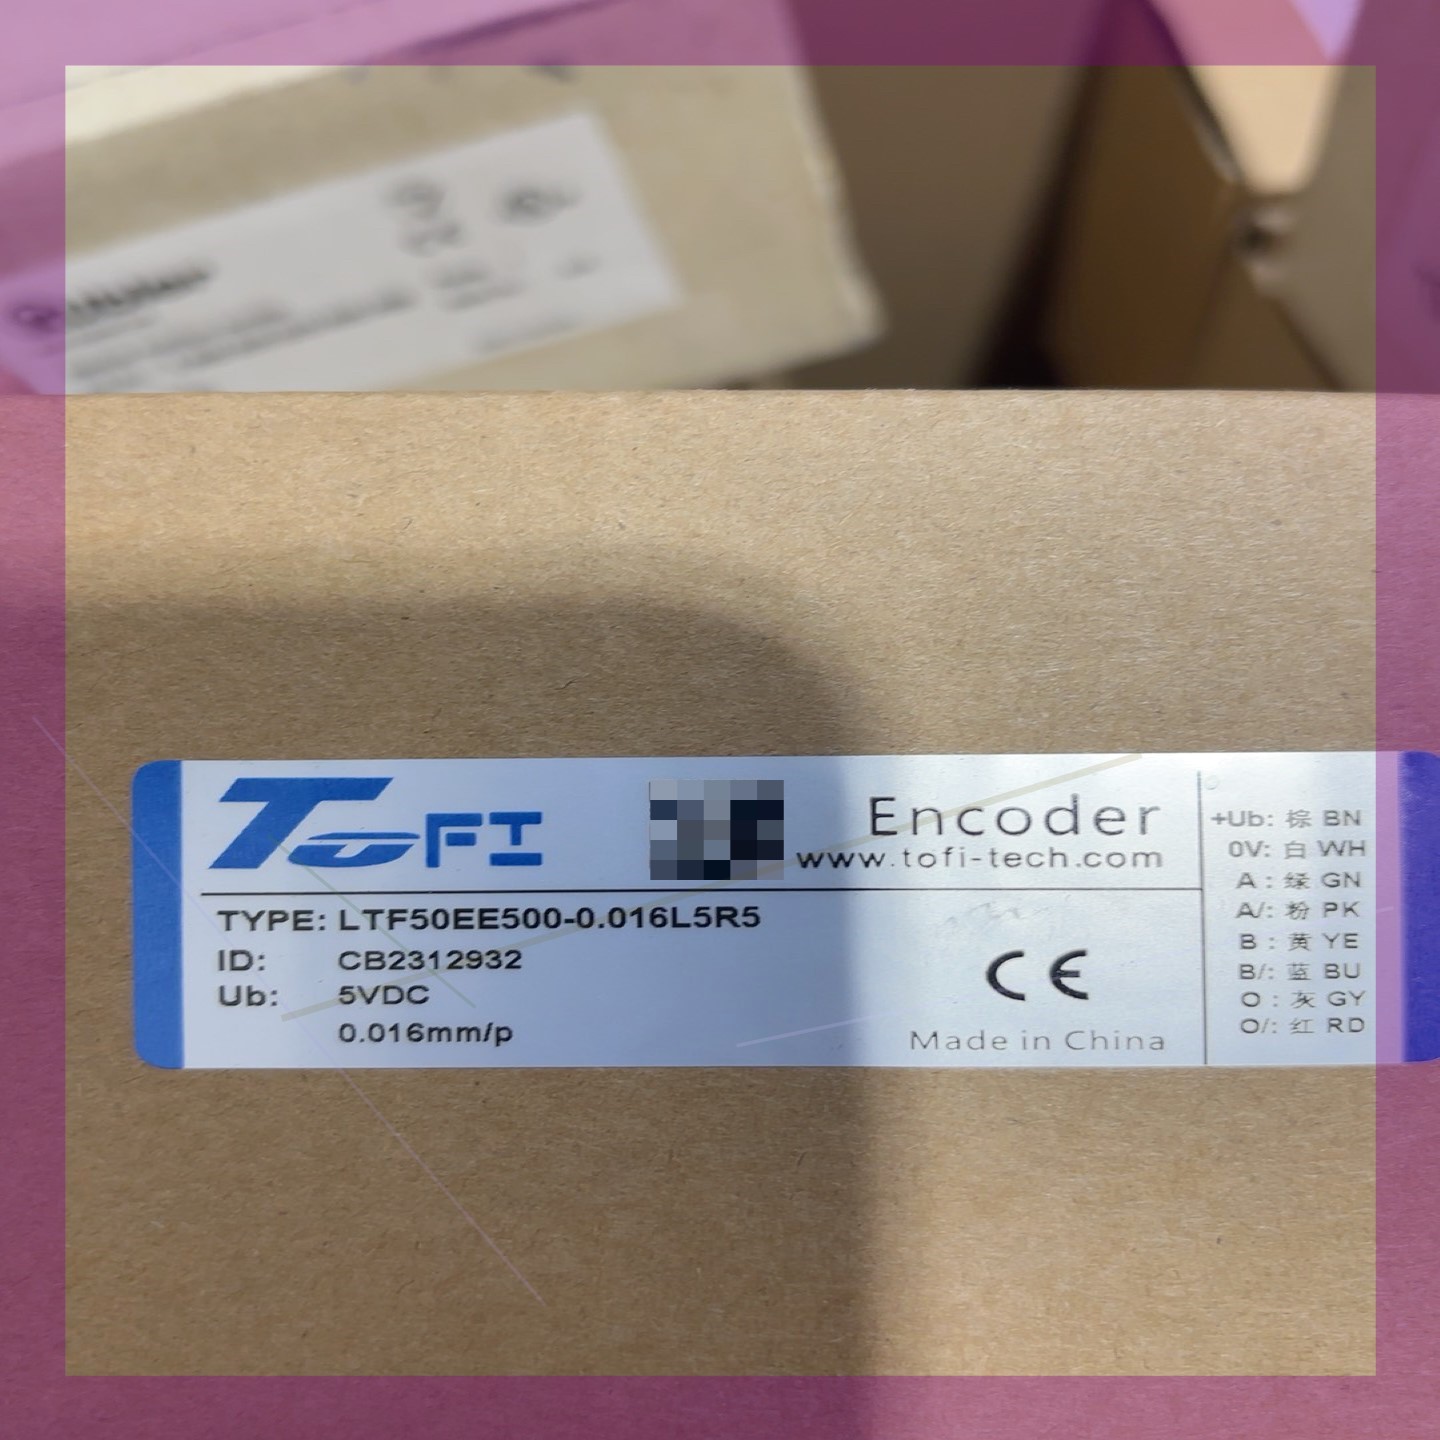 TOFI
Encoder
www.tofi-tech.com
TYPE: LTF50EE500-0.016L5R5
ID: CB2312932
Ub: 5VDC
0.016mm/p
CE
Made in China
+Ub: 棕 BN
0V: 白 WH
A : 绿 GN
A/: 粉 PK
B : 黄 YE
B/: 蓝 BU
O : 灰 GY
O/: 红 RD